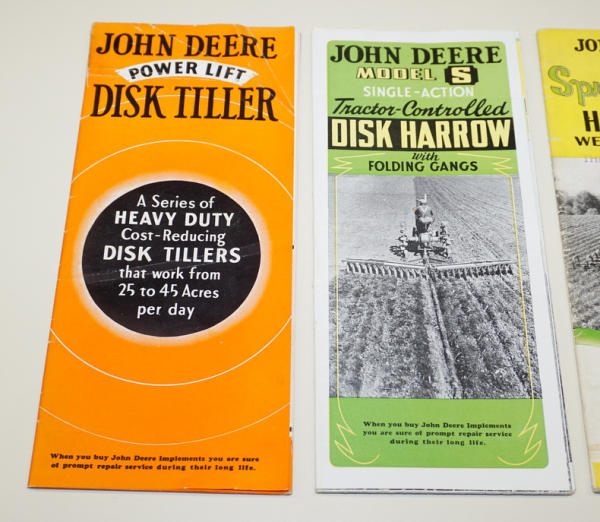 JOHN DEERE
POWER LIFT
DISK TILLER
A Series of
HEAVY DUTY
Cost-Reducing
DISK TILLERS
that work from
25 to 45 Acres
per day
When you buy John Deere Implements you are sure
of prompt repair service during their long life.
JOHN DEERE
MODEL S
SINGLE-ACTION
Tractor-Controlled
DISK HARROW
with
FOLDING GANGS
When you buy John Deere Implements
you are sure of prompt repair service
during their long life.